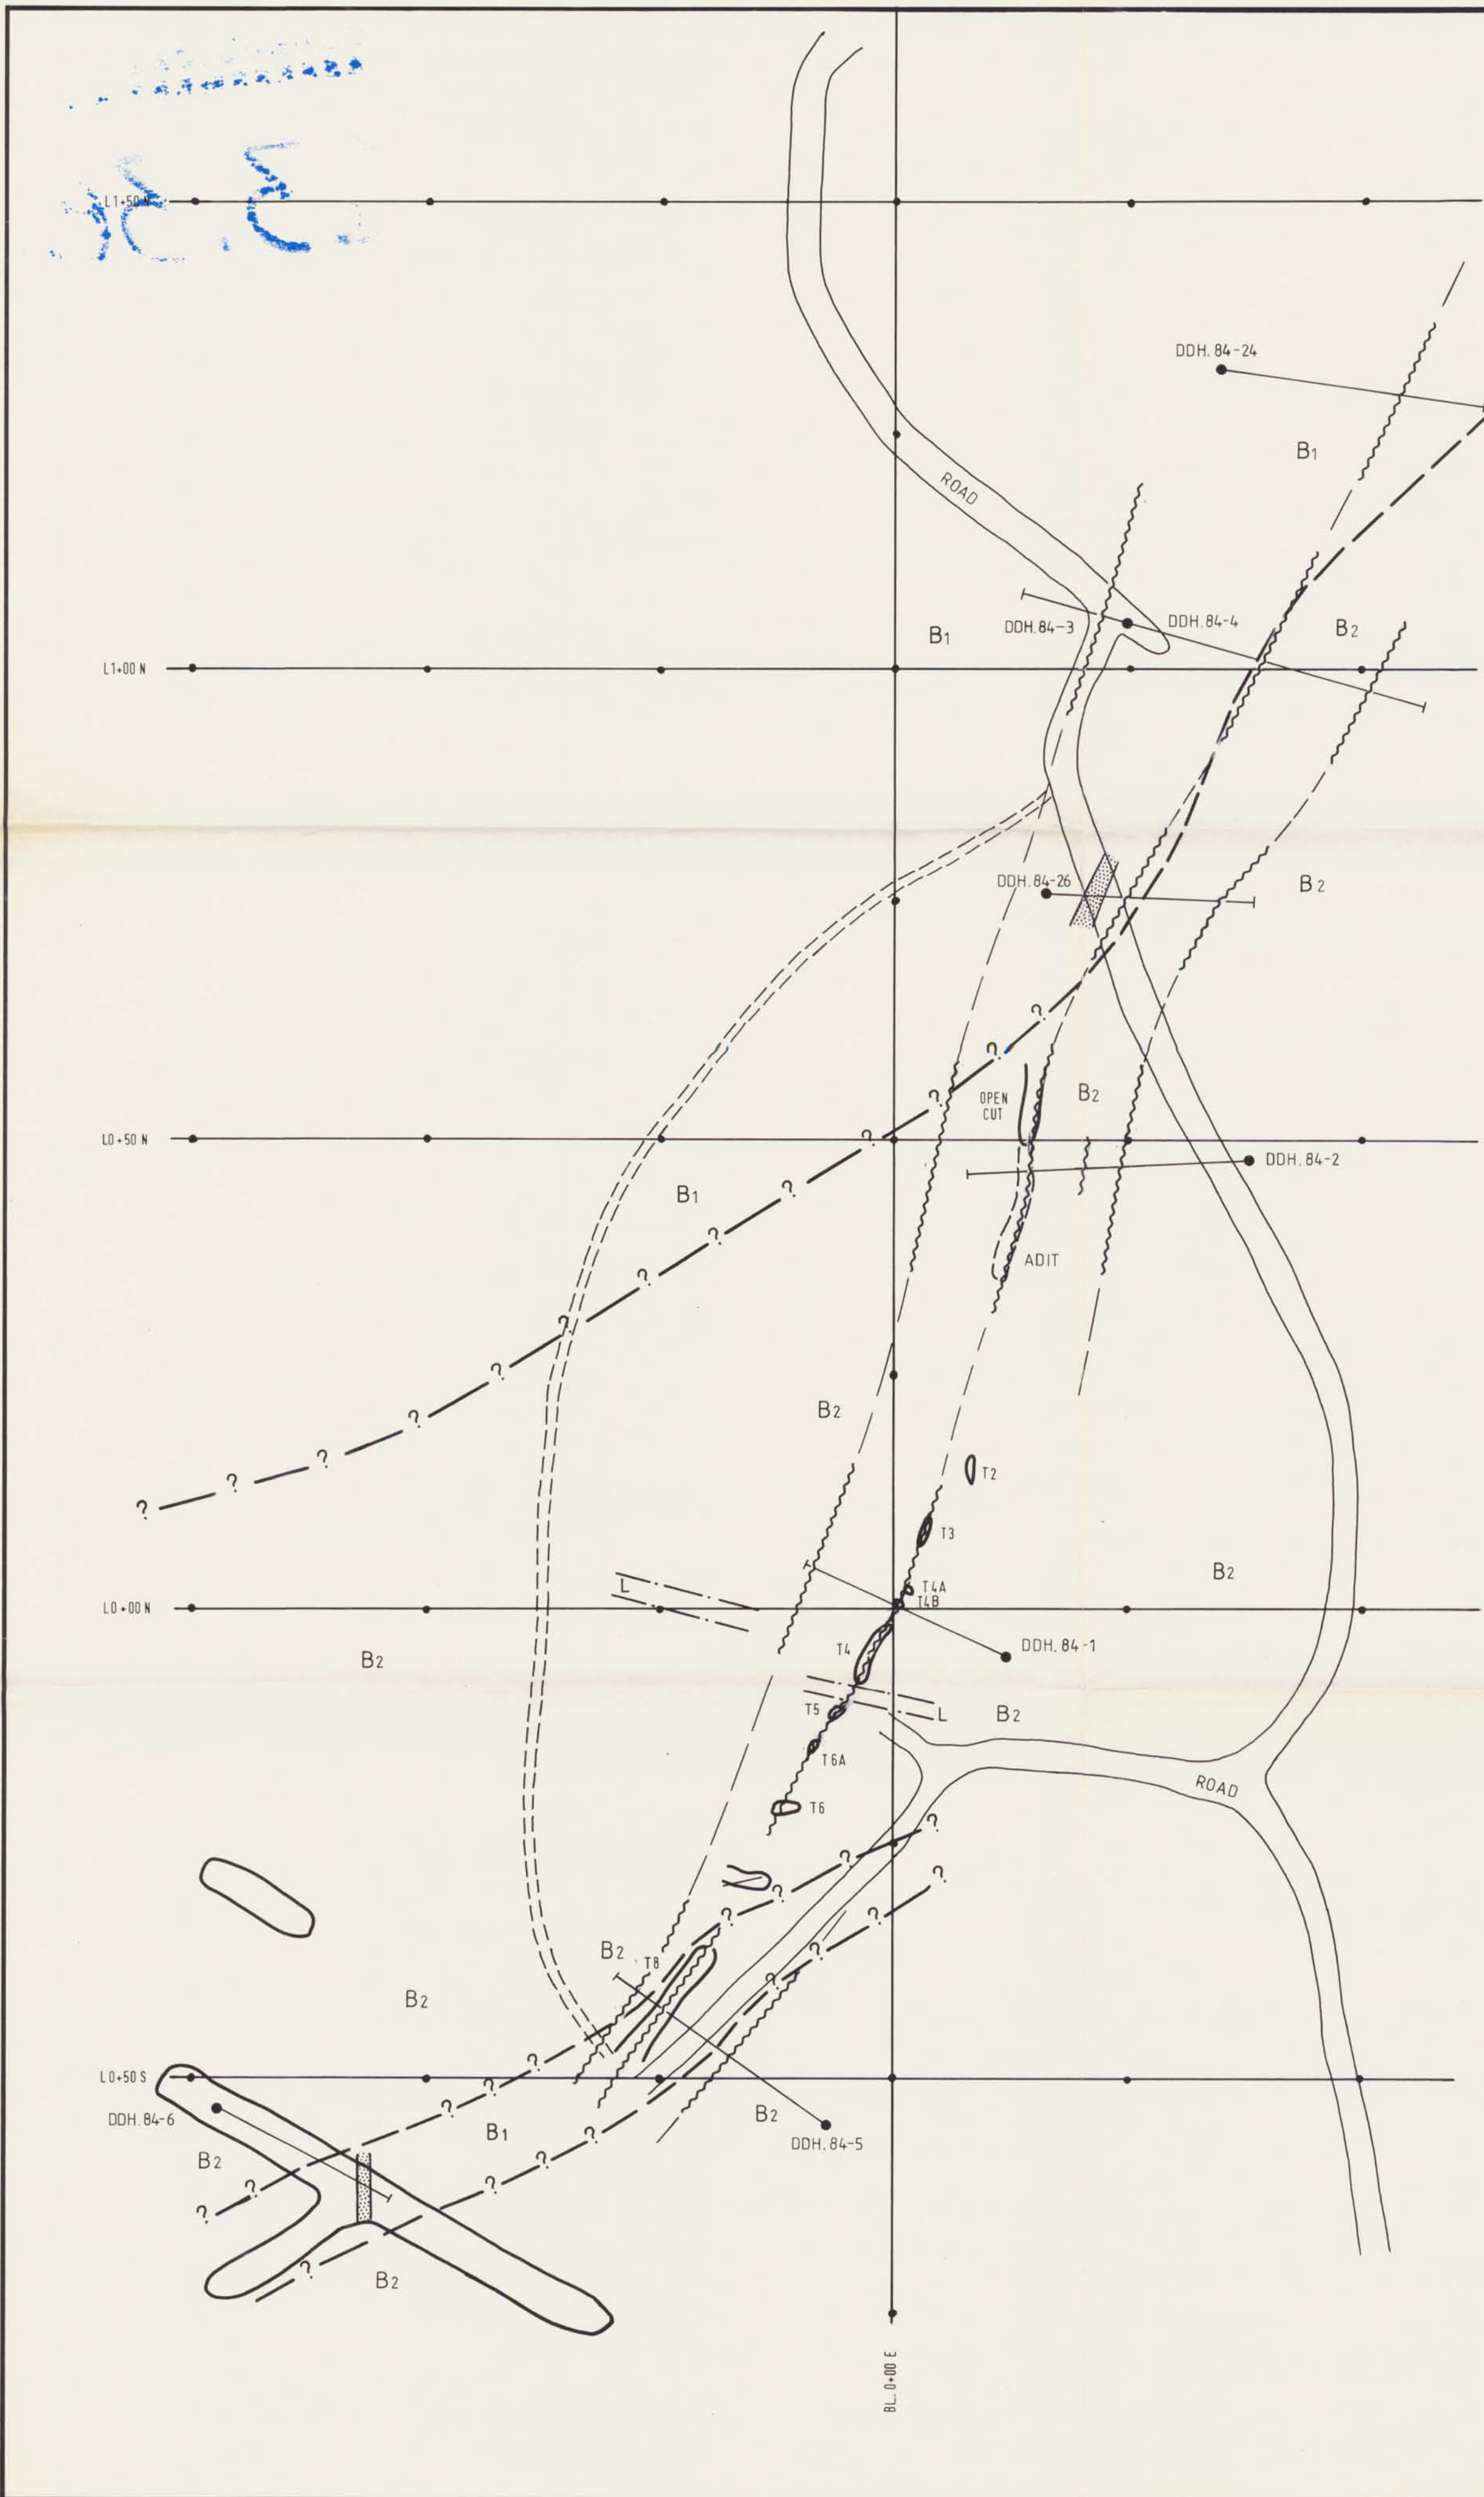 L1+50 N
DDH. 84-24
B1
ROAD
B1
DDH. 84-3
DDH. 84-4
B2
L1+00 N
DDH. 84-26
B2
?
?
?
OPEN
CUT
B2
L0+50 N
?
DDH. 84-2
B1
?
?
ADIT
?
?
?
?
B2
?
?
T2
?
T3
B2
L
T4A
T4B
L0+00 N
T4
DDH. 84-1
B2
T5
L
B2
T6A
ROAD
T6
?
?
?
?
?
?
B2
T8
?
?
B2
?
L0+50 S
?
?
DDH. 84-6
B2
B1
?
DDH. 84-5
B2
?
?
?
?
?
B2
BL. 0+00 E